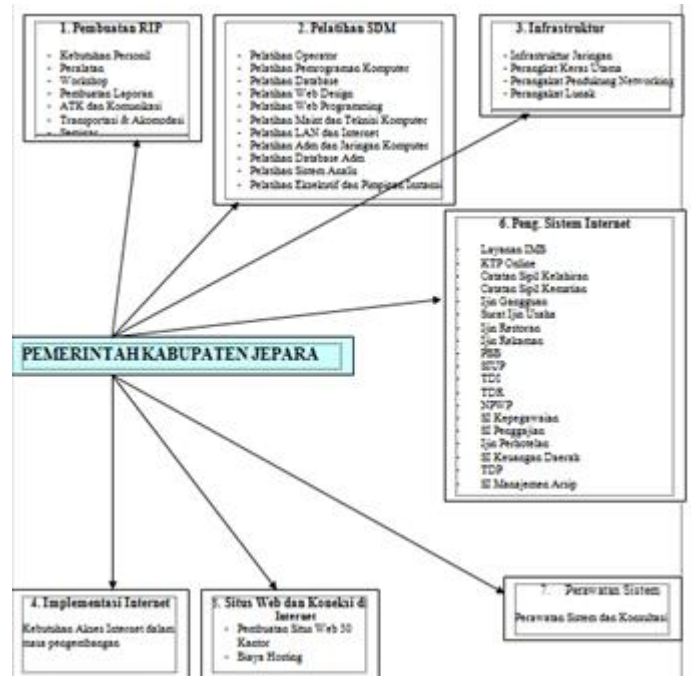 1. Pembuatan RIP
- Kebutuhan Personil
- Peralatan
- Workshop
- Pembuatan Laporan
- ATK dan Komunikasi
- Transportasi & Akomodasi
- Seminar
2. Pelatihan SDM
- Pelatihan Operator
- Pelatihan Pemrograman Komputer
- Pelatihan Database
- Pelatihan Web Design
- Pelatihan Web Programming
- Pelatihan Maint dan Teknisi Komputer
- Pelatihan LAN dan Internet
- Pelatihan Adm dan Jaringan Komputer
- Pelatihan Database Adm
- Pelatihan Sistem Analis
- Pelatihan Eksekutif dan Pimpinan Instansi
3. Infrastruktur
- Infrastruktur Jaringan
- Perangkat Keras Utama
- Perangakat Pendukung Networking
- Perangakat Lunak
6. Peng. Sistem Internet
- Layanan IMB
- KTP Online
- Catatan Sipil Kelahiran
- Catatan Sipil Kematian
- Ijin Gangguan
- Surat Ijin Usaha
- Ijin Restoran
- Ijin Rekaman
- PBB
- SIUP
- TDI
- TDR
- NPWP
- SI Kepegawaian
- SI Penggajian
- Ijin Perhotelan
- SI Keuangan Daerah
- TDP
- SI Manajemen Arsip
PEMERINTAH KABUPATEN JEPARA
4. Implementasi Internet
Kebutuhan Akses Internet dalam
masa pengembangan
5. Situs Web dan Koneksi di
Internet
- Pembuatan Situs Web 50
Kantor
- Biaya Hosting
7. Perawatan Sistem
Perawatan Sistem dan Konsultasi